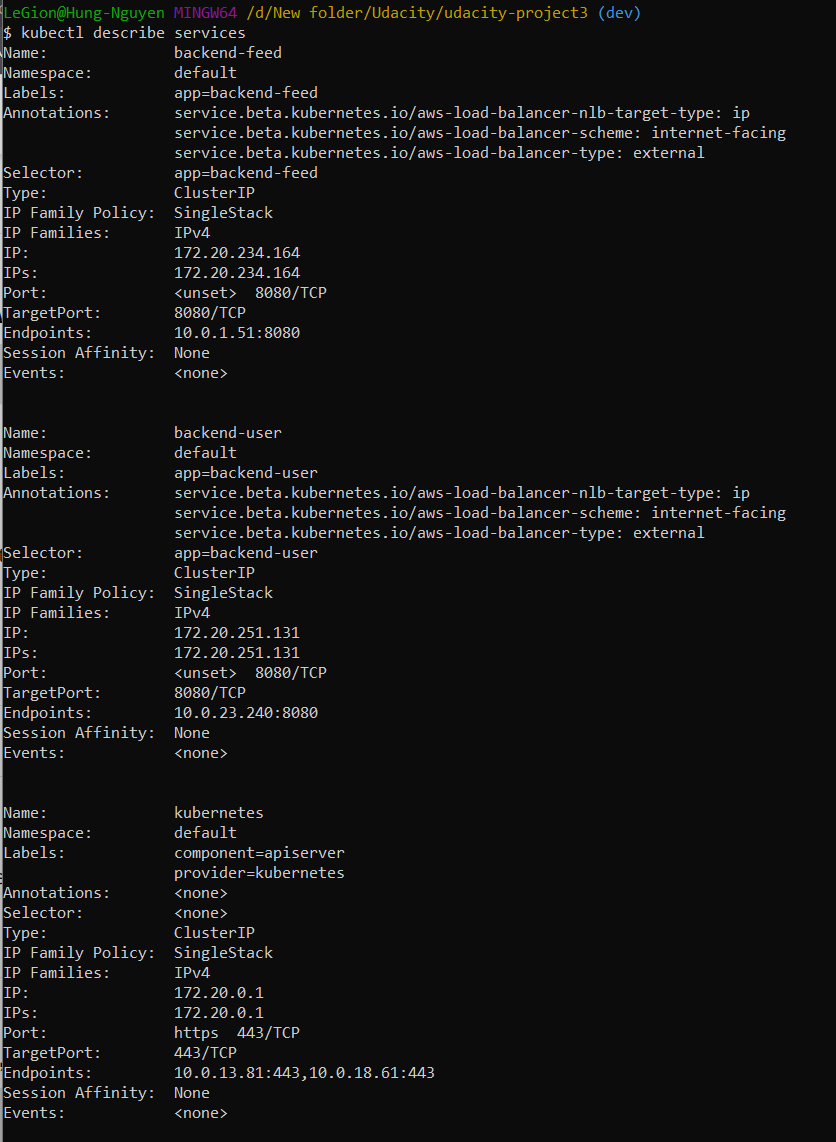 LeGion@Hung-Nguyen MINGW64 /d/New folder/Udacity/udacity-project3 (dev)
$ kubectl describe services
Name:              backend-feed
Namespace:         default
Labels:            app=backend-feed
Annotations:       service.beta.kubernetes.io/aws-load-balancer-nlb-target-type: ip
                   service.beta.kubernetes.io/aws-load-balancer-scheme: internet-facing
                   service.beta.kubernetes.io/aws-load-balancer-type: external
Selector:          app=backend-feed
Type:              ClusterIP
IP Family Policy:  SingleStack
IP Families:       IPv4
IP:                172.20.234.164
IPs:               172.20.234.164
Port:              <unset>  8080/TCP
TargetPort:        8080/TCP
Endpoints:         10.0.1.51:8080
Session Affinity:  None
Events:            <none>
Name:              backend-user
Namespace:         default
Labels:            app=backend-user
Annotations:       service.beta.kubernetes.io/aws-load-balancer-nlb-target-type: ip
                   service.beta.kubernetes.io/aws-load-balancer-scheme: internet-facing
                   service.beta.kubernetes.io/aws-load-balancer-type: external
Selector:          app=backend-user
Type:              ClusterIP
IP Family Policy:  SingleStack
IP Families:       IPv4
IP:                172.20.251.131
IPs:               172.20.251.131
Port:              <unset>  8080/TCP
TargetPort:        8080/TCP
Endpoints:         10.0.23.240:8080
Session Affinity:  None
Events:            <none>
Name:              kubernetes
Namespace:         default
Labels:            component=apiserver
                   provider=kubernetes
Annotations:       <none>
Selector:          <none>
Type:              ClusterIP
IP Family Policy:  SingleStack
IP Families:       IPv4
IP:                172.20.0.1
IPs:               172.20.0.1
Port:              https  443/TCP
TargetPort:        443/TCP
Endpoints:         10.0.13.81:443,10.0.18.61:443
Session Affinity:  None
Events:            <none>